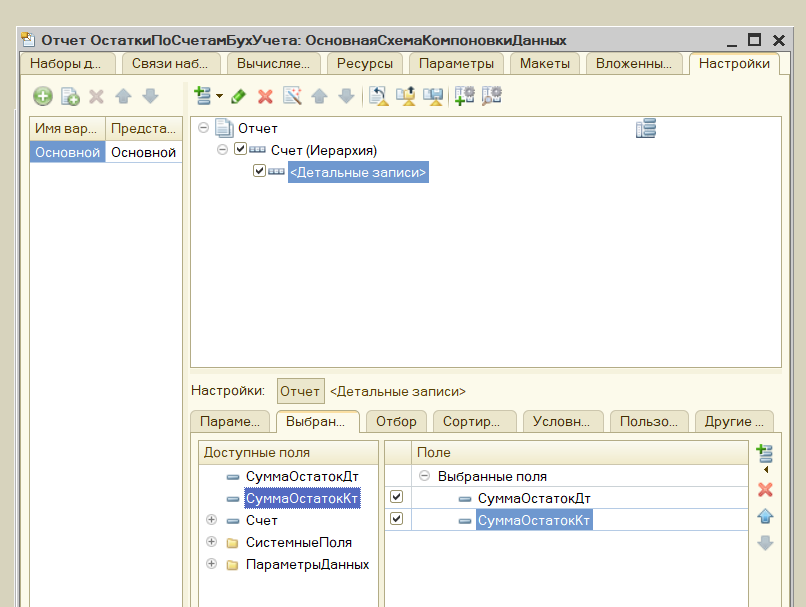 Отчет ОстаткиПоСчетамБухУчета: ОсновнаяСхемаКомпоновкиДанных
Наборы д... Связи наб... Вычисляе... Ресурсы Параметры Макеты Вложенны... Настройки
Имя вар... Предста...
Основной Основной
Отчет
Счет (Иерархия)
<Детальные записи>
Настройки: Отчет <Детальные записи>
Параме... Выбран... Отбор Сортир... Условн... Пользо... Другие ...
Доступные поля
СуммаОстатокДт
СуммаОстатокКт
Счет
СистемныеПоля
ПараметрыДанных
Поле
Выбранные поля
СуммаОстатокДт
СуммаОстатокКт